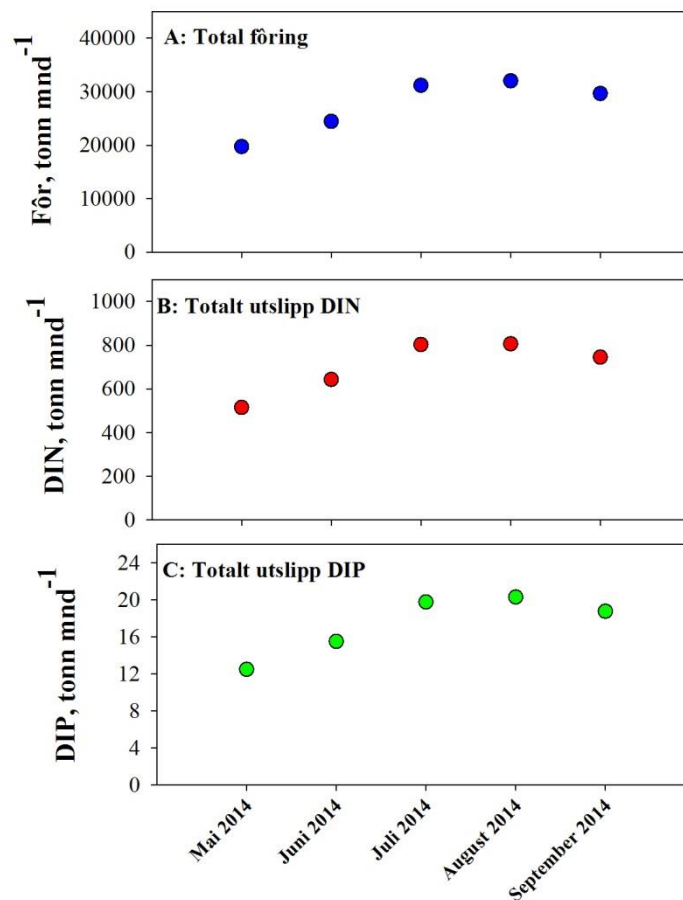 A: Total fôring
Fôr, tonn mnd⁻¹
40000
30000
20000
10000
0
B: Totalt utslipp DIN
DIN, tonn mnd⁻¹
1000
800
600
400
200
0
C: Totalt utslipp DIP
DIP, tonn mnd⁻¹
24
20
16
12
8
4
0
Mai 2014
Juni 2014
Juli 2014
August 2014
September 2014